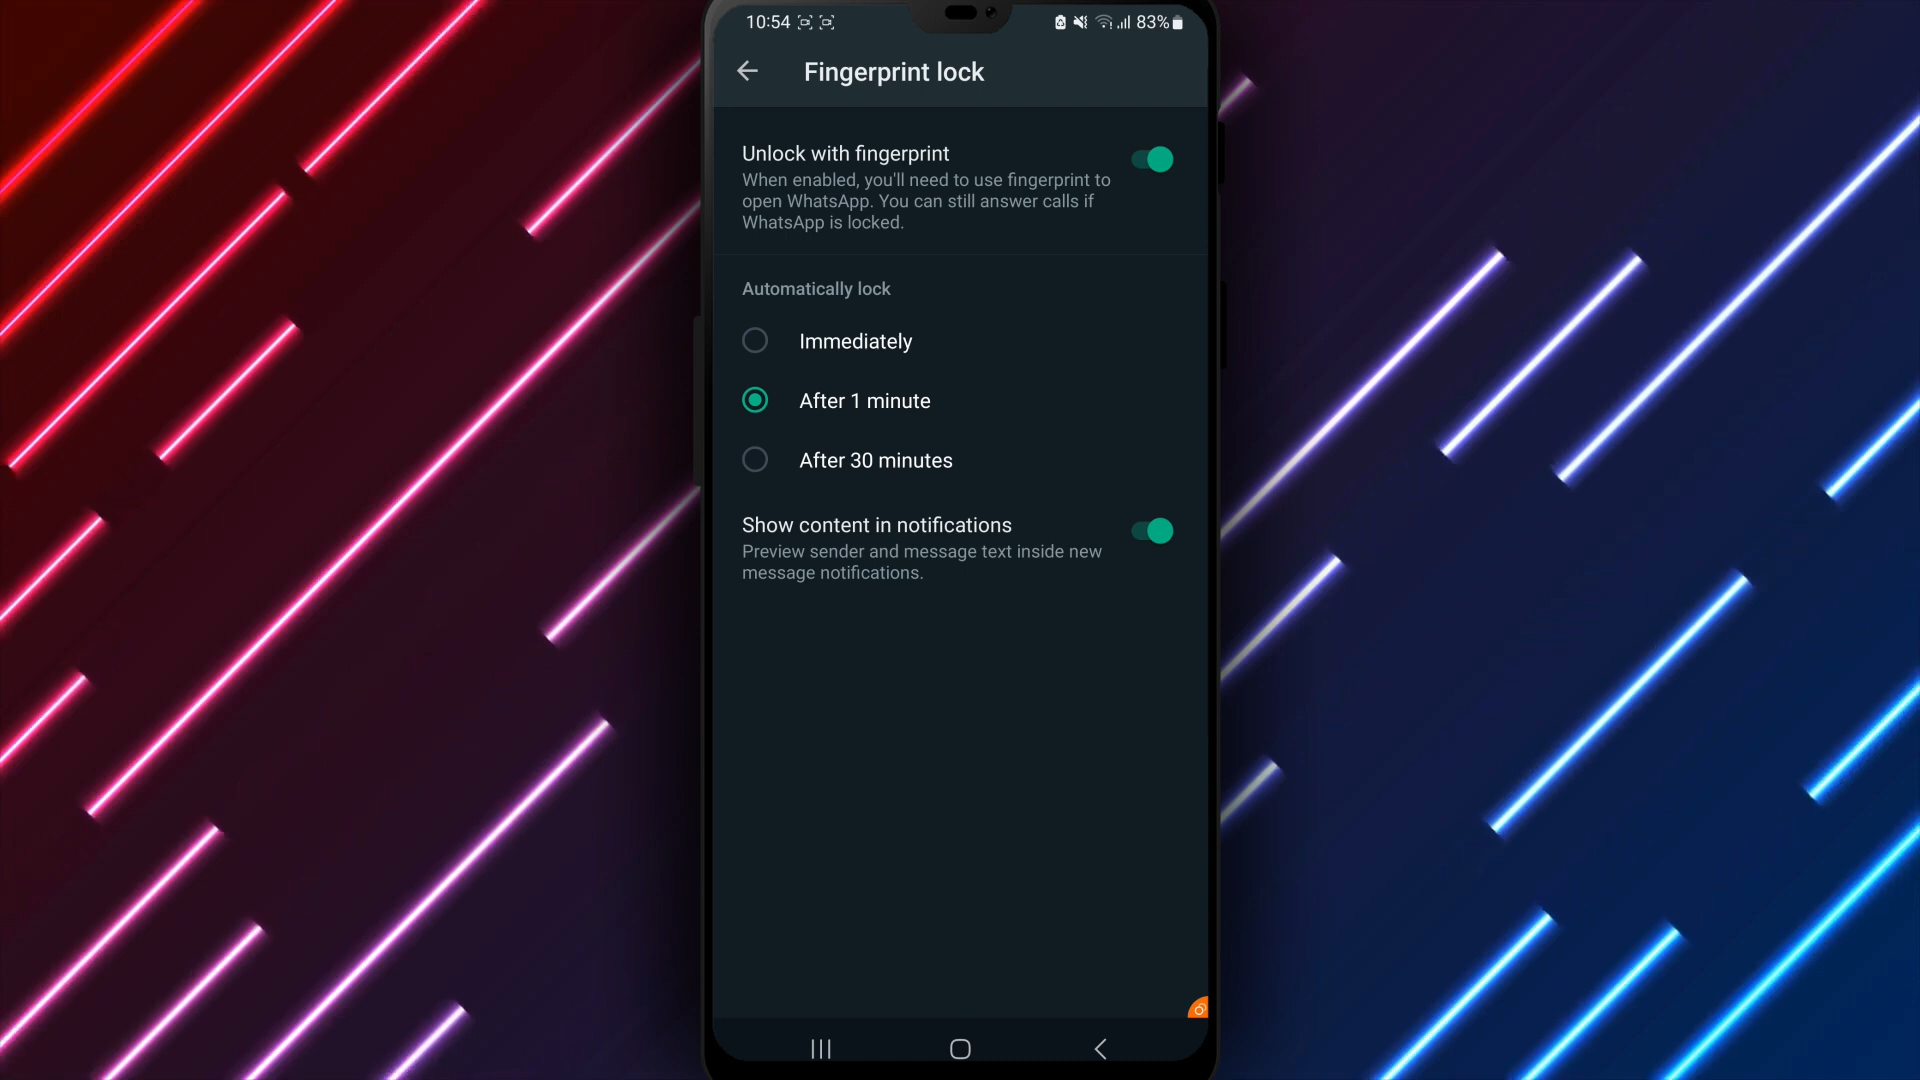 10:54
83%
Fingerprint lock
Unlock with fingerprint
When enabled, you'll need to use fingerprint to
open WhatsApp. You can still answer calls if
WhatsApp is locked.
Automatically lock
Immediately
After 1 minute
After 30 minutes
Show content in notifications
Preview sender and message text inside new
message notifications.